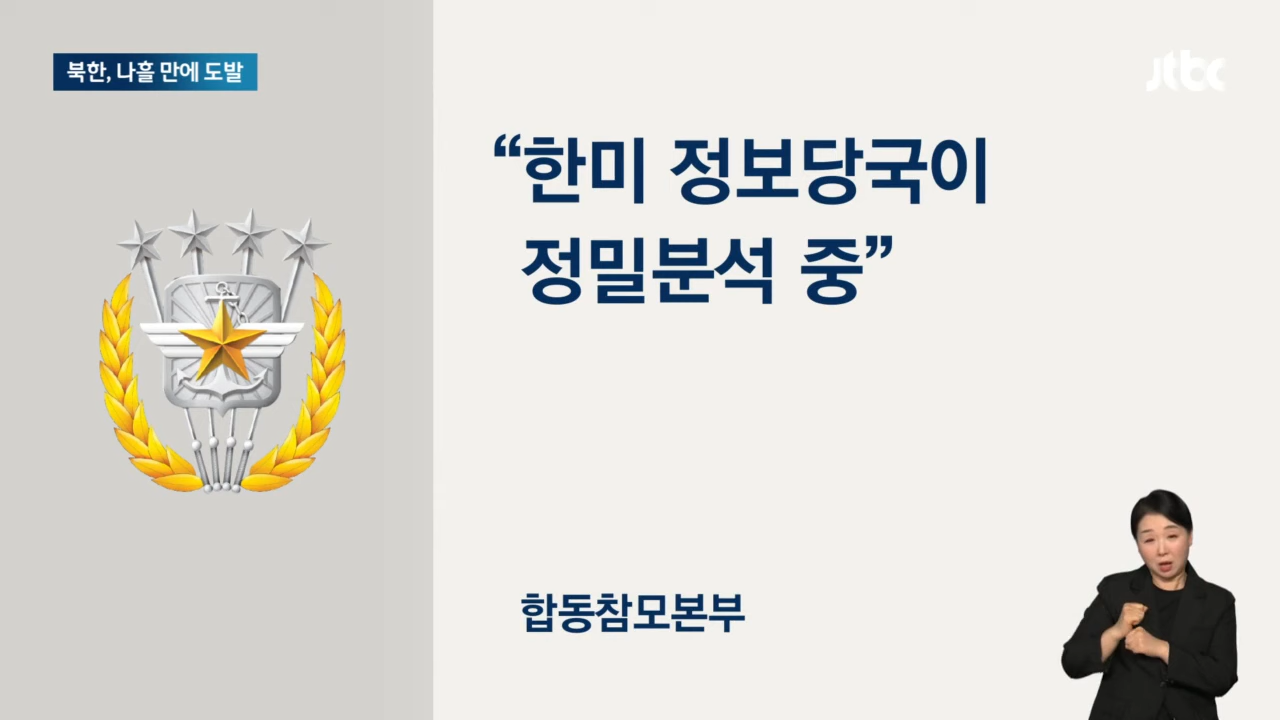 북한, 나흘 만에 도발
jtbc
“한미 정보당국이
정밀분석 중”
합동참모본부